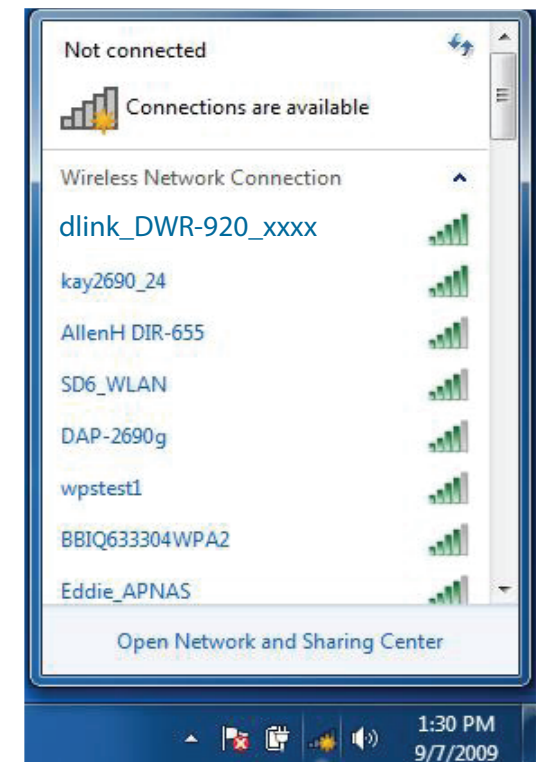 Not connected
Connections are available
Wireless Network Connection
dlink_DWR-920_xxxx
kay2690_24
AllenH DIR-655
SD6_WLAN
DAP-2690g
wpstest1
BBIQ633304WPA2
Eddie_APNAS
Open Network and Sharing Center
1:30 PM
9/7/2009